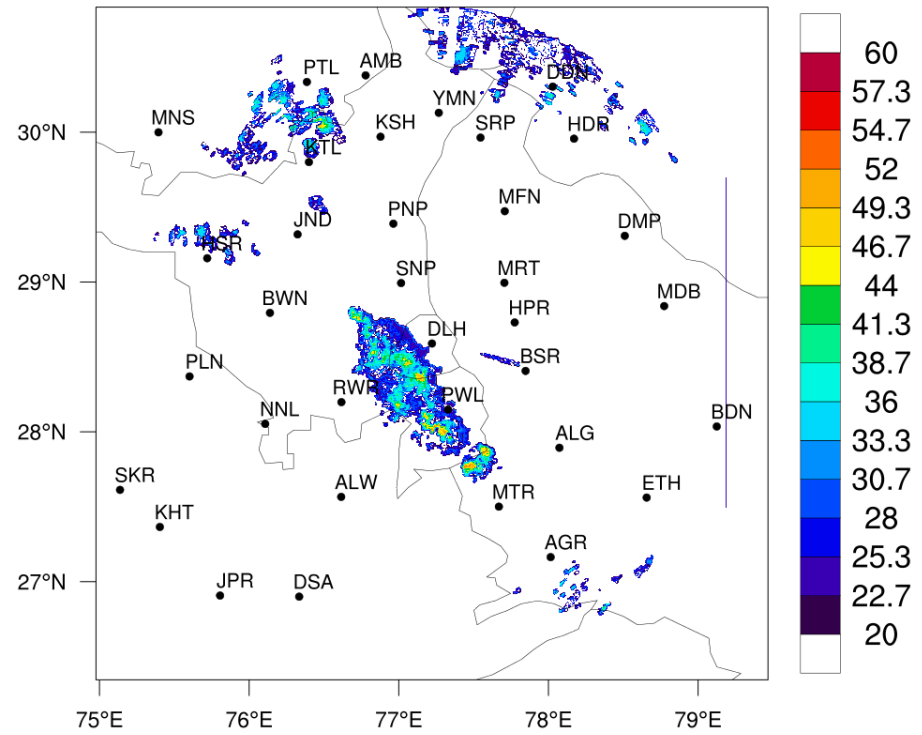 60
57.3
54.7
52
49.3
46.7
44
41.3
38.7
36
33.3
30.7
28
25.3
22.7
20
AMB
PTL
DDN
YMN
MNS
KSH
SRP
HDR
30°N
KTL
MFN
PNP
JND
DMP
HSR
SNP
MRT
29°N
BWN
MDB
HPR
DLH
BSR
PLN
RWR
PWL
NNL
BDN
28°N
ALG
SKR
ALW
ETH
MTR
KHT
AGR
27°N
JPR
DSA
75°E 76°E 77°E 78°E 79°E